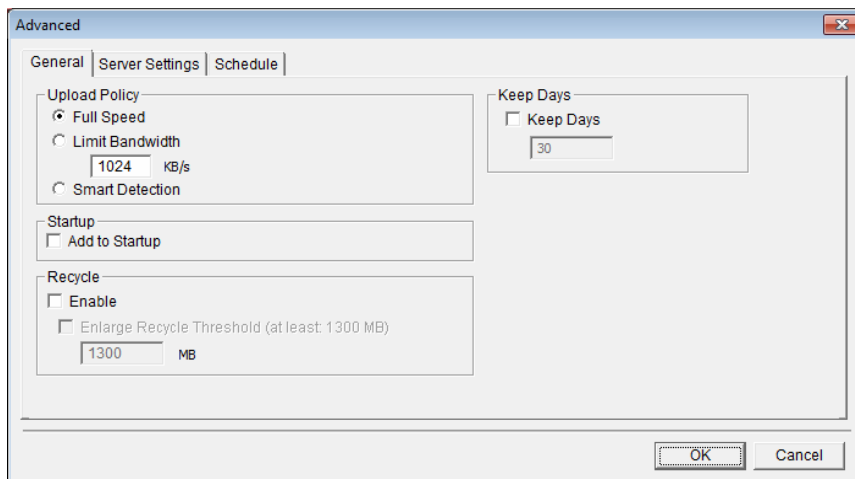 Advanced
General
Server Settings
Schedule
Upload Policy
Full Speed
Limit Bandwidth
1024 KB/s
Smart Detection
Startup
Add to Startup
Recycle
Enable
Enlarge Recycle Threshold (at least: 1300 MB)
1300 MB
Keep Days
Keep Days
30
OK
Cancel